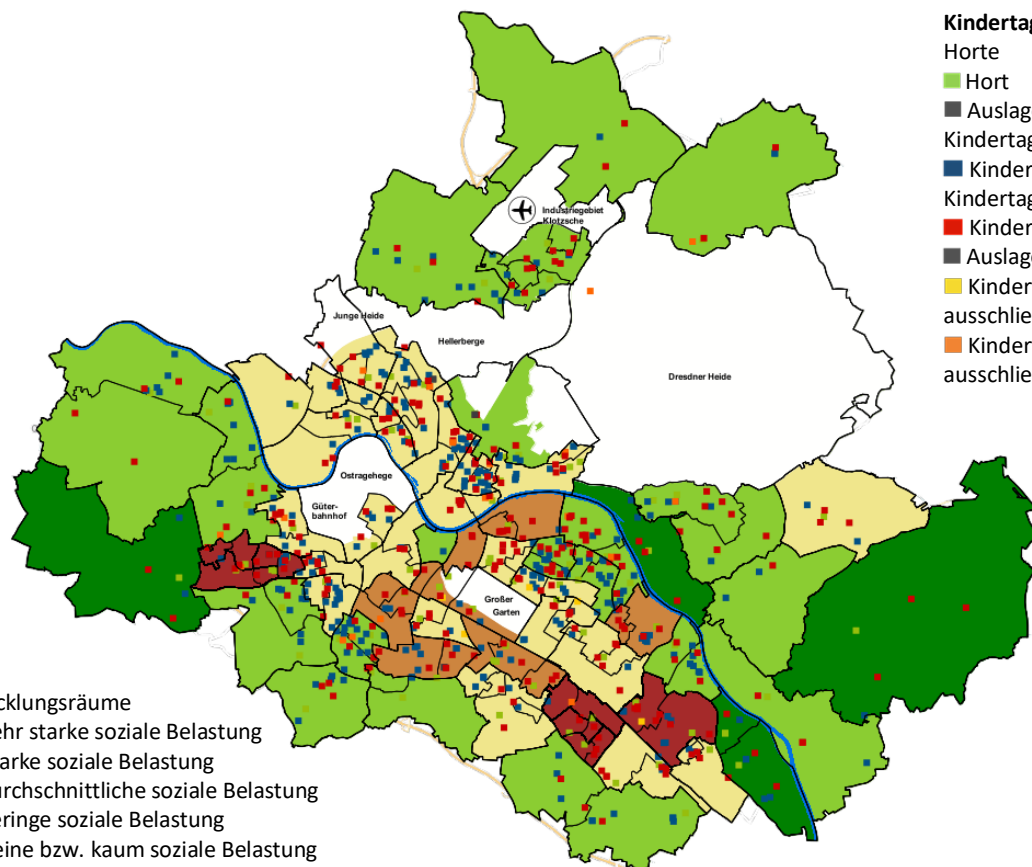 Kindertag
Horte
Hort
Auslage
Kindertag
Kinder
Kindertag
Kinder
Auslage
Kinder
ausschlie
Kinder
ausschlie
Industriegebiet
Klotzsche
Junge Heide
Hellerberge
Dresdner Heide
Ostragehege
Güter-
bahnhof
Großer
Garten
cklungsräume
ehr starke soziale Belastung
arke soziale Belastung
urchschnittliche soziale Belastung
eringe soziale Belastung
eine bzw. kaum soziale Belastung